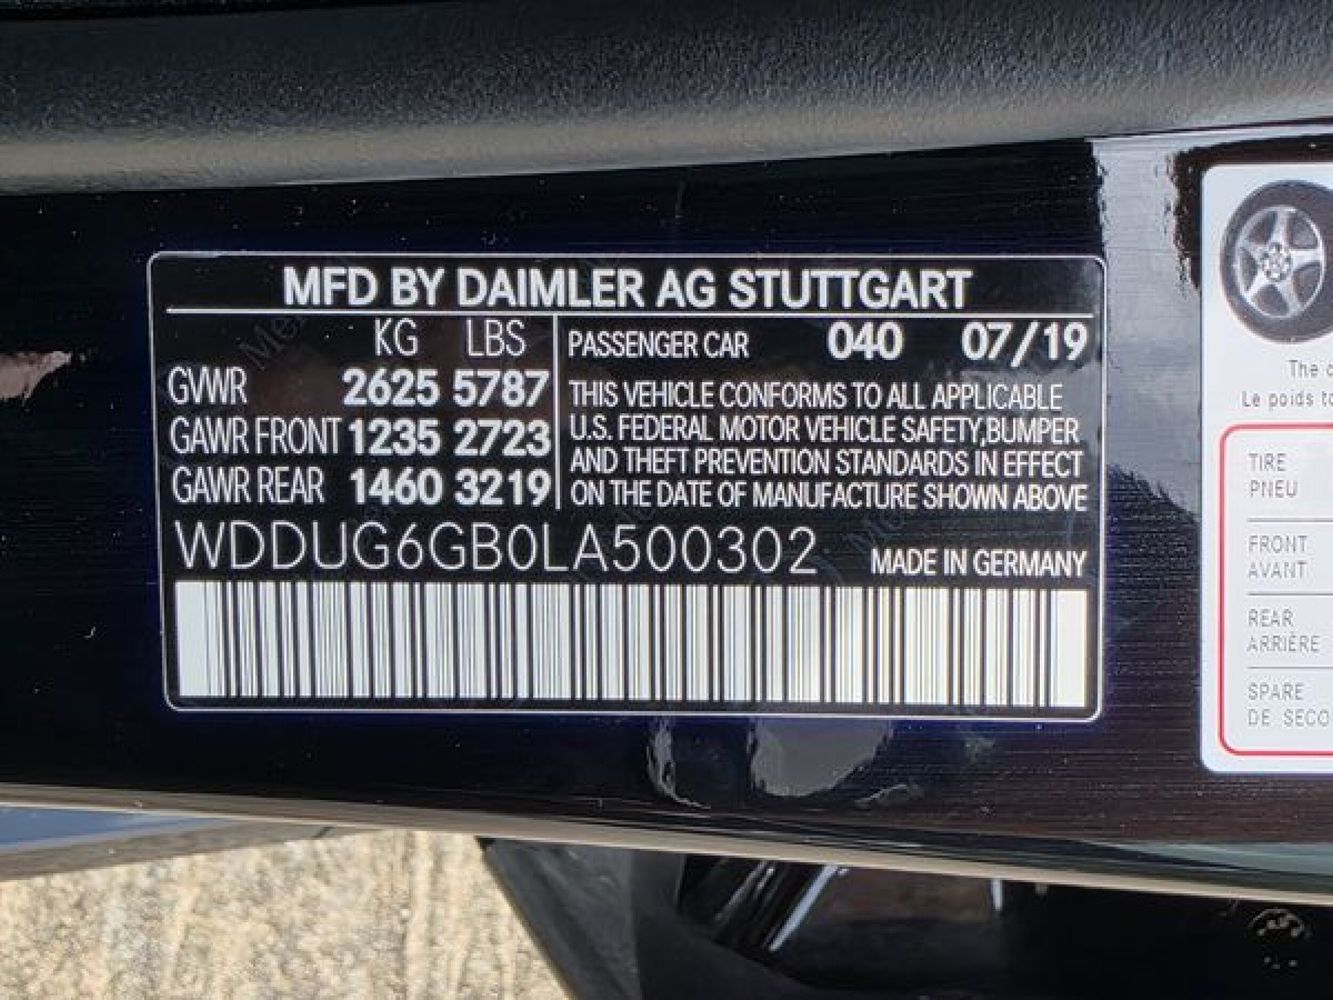 MFD BY DAIMLER AG STUTTGART
KG LBS
GVWR 2625 5787
GAWR FRONT 1235 2723
GAWR REAR 1460 3219
PASSENGER CAR 040 07/19
THIS VEHICLE CONFORMS TO ALL APPLICABLE
U.S. FEDERAL MOTOR VEHICLE SAFETY,BUMPER
AND THEFT PREVENTION STANDARDS IN EFFECT
ON THE DATE OF MANUFACTURE SHOWN ABOVE
WDDUG6GB0LA500302 MADE IN GERMANY
The
Le poids
TIRE
PNEU
FRONT
AVANT
REAR
ARRIÈRE
SPARE
DE